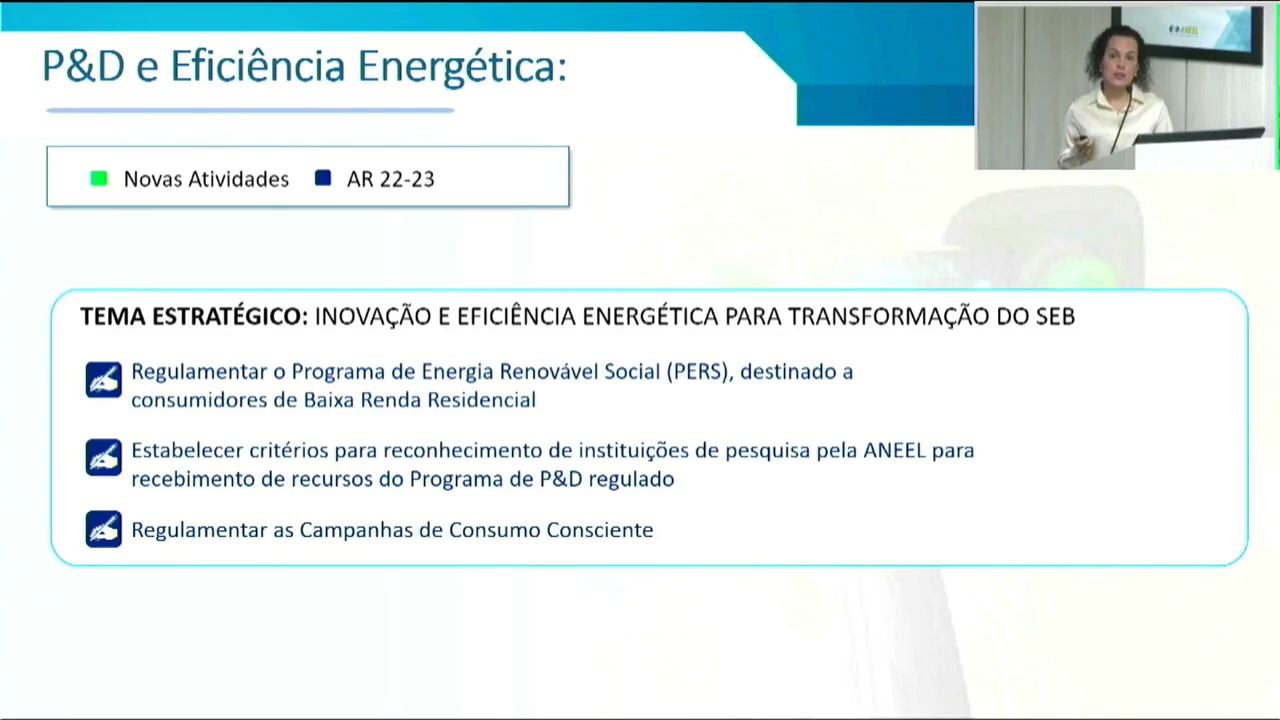 P&D e Eficiência Energética:
ANEEL
Novas Atividades
AR 22-23
TEMA ESTRATÉGICO: INOVAÇÃO E EFICIÊNCIA ENERGÉTICA PARA TRANSFORMAÇÃO DO SEB
Regulamentar o Programa de Energia Renovável Social (PERS), destinado a
consumidores de Baixa Renda Residencial
Estabelecer critérios para reconhecimento de instituições de pesquisa pela ANEEL para
recebimento de recursos do Programa de P&D regulado
Regulamentar as Campanhas de Consumo Consciente